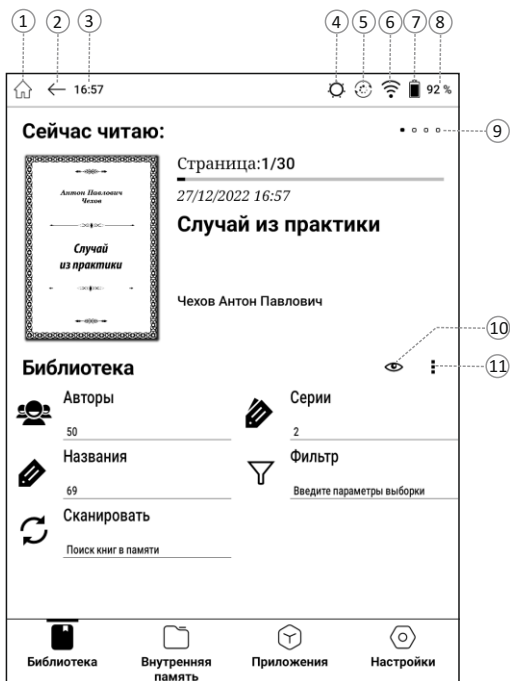 1 2 3 4 5 6 7 8
16:57 92 %
Сейчас читаю:
9
Антон Павлович
Чехов
Случай
из практики
Страница:1/30
27/12/2022 16:57
Случай из практики
Чехов Антон Павлович
10
Библиотека
11
Авторы
50
Серии
2
Названия
69
Фильтр
Введите параметры выборки
Сканировать
Поиск книг в памяти
Библиотека
Внутренняя
память
Приложения
Настройки